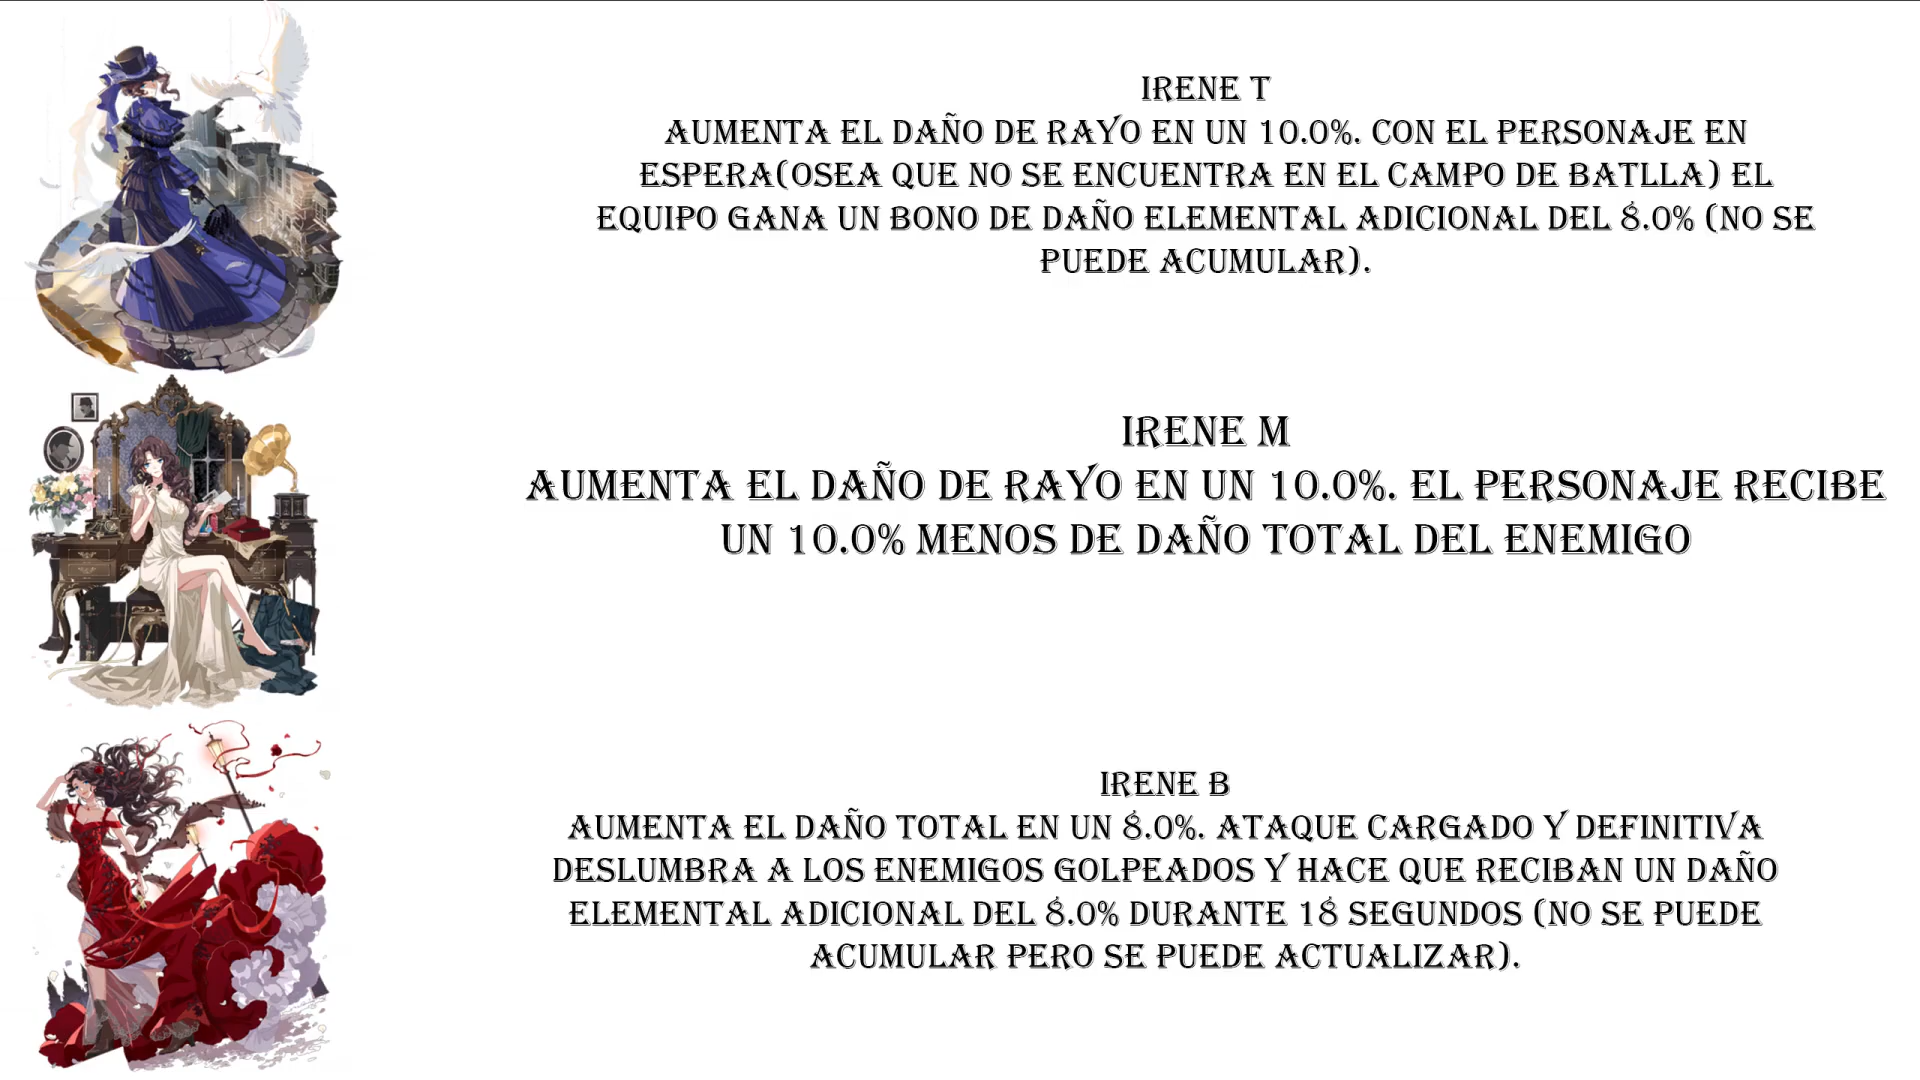 IRENE T
AUMENTA EL DAÑO DE RAYO EN UN 10.0%. CON EL PERSONAJE EN
ESPERA(OSEA QUE NO SE ENCUENTRA EN EL CAMPO DE BATLLA) EL
EQUIPO GANA UN BONO DE DAÑO ELEMENTAL ADICIONAL DEL 8.0% (NO SE
PUEDE ACUMULAR).
IRENE M
AUMENTA EL DAÑO DE RAYO EN UN 10.0%. EL PERSONAJE RECIBE
UN 10.0% MENOS DE DAÑO TOTAL DEL ENEMIGO
IRENE B
AUMENTA EL DAÑO TOTAL EN UN 8.0%. ATAQUE CARGADO Y DEFINITIVA
DESLUMBRA A LOS ENEMIGOS GOLPEADOS Y HACE QUE RECIBAN UN DAÑO
ELEMENTAL ADICIONAL DEL 8.0% DURANTE 18 SEGUNDOS (NO SE PUEDE
ACUMULAR PERO SE PUEDE ACTUALIZAR).